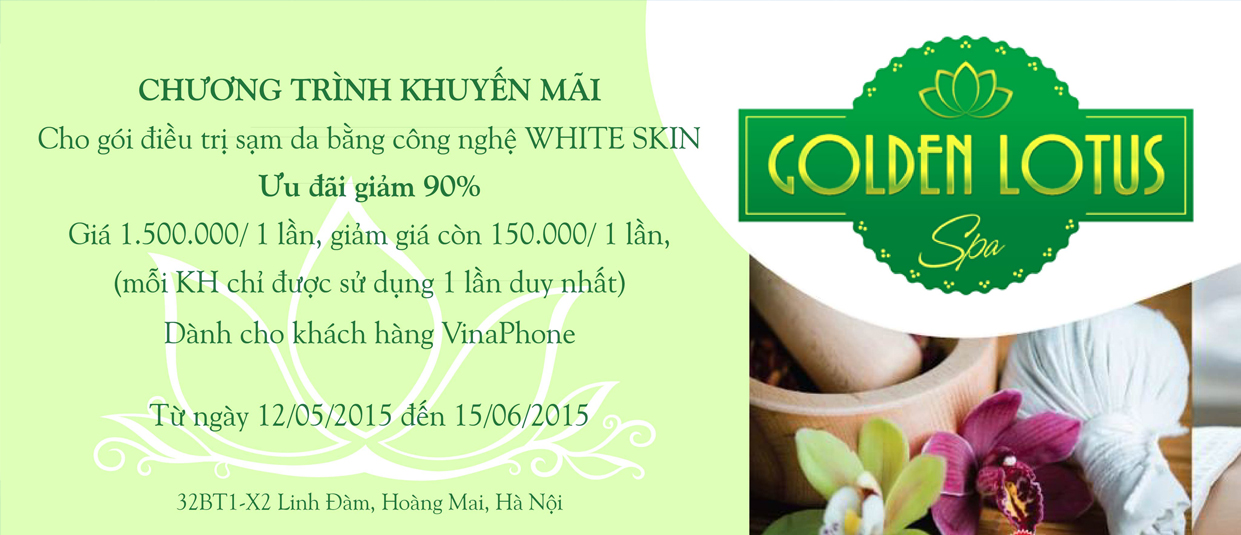 CHƯƠNG TRÌNH KHUYẾN MÃI
Cho gói điều trị sạm da bằng công nghệ WHITE SKIN
Ưu đãi giảm 90%
Giá 1.500.000/ 1 lần, giảm giá còn 150.000/ 1 lần,
(mỗi KH chỉ được sử dụng 1 lần duy nhất)
Dành cho khách hàng VinaPhone
Từ ngày 12/05/2015 đến 15/06/2015
32BT1-X2 Linh Đàm, Hoàng Mai, Hà Nội
GOLDEN LOTUS
Spa